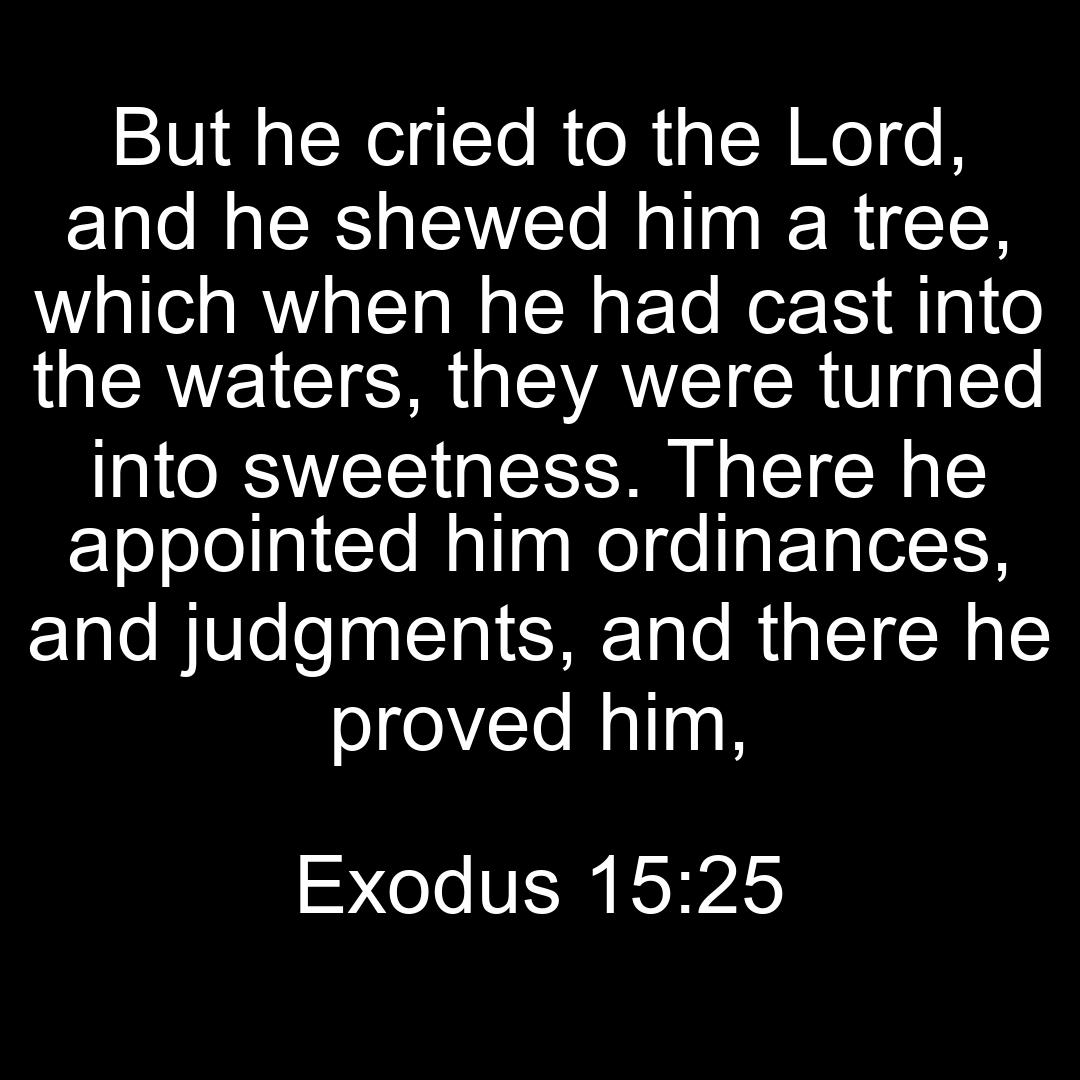 But he cried to the Lord,
and he shewed him a tree,
which when he had cast into
the waters, they were turned
into sweetness. There he
appointed him ordinances,
and judgments, and there he
proved him,
Exodus 15:25